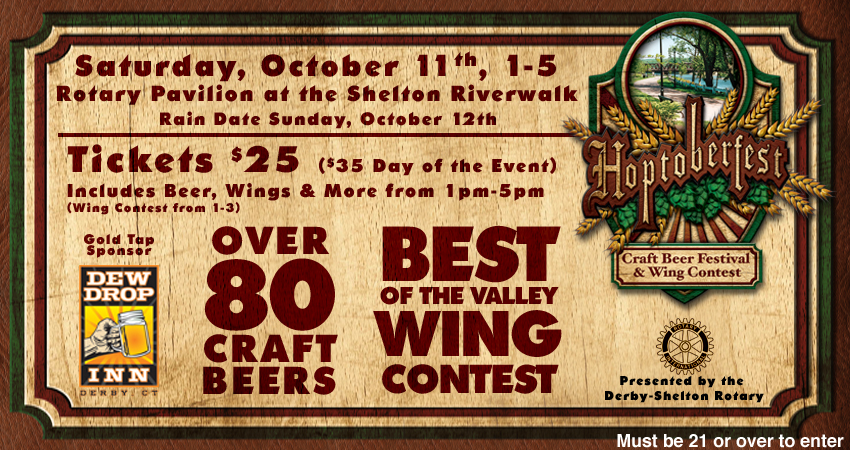 Saturday, October 11th, 1-5
Rotary Pavilion at the Shelton Riverwalk
Rain Date Sunday, October 12th
Tickets $25 ($35 Day of the Event)
Includes Beer, Wings & More from 1pm-5pm
(Wing Contest from 1-3)
Hoptoberfest
Craft Beer Festival
& Wing Contest
Gold Tap
Sponsor
DEW
DROP
INN
DERBY, CT
OVER
80
CRAFT
BEERS
BEST
OF THE VALLEY
WING
CONTEST
ROTARY
INTERNATIONAL
Presented by the
Derby-Shelton Rotary
Must be 21 or over to enter